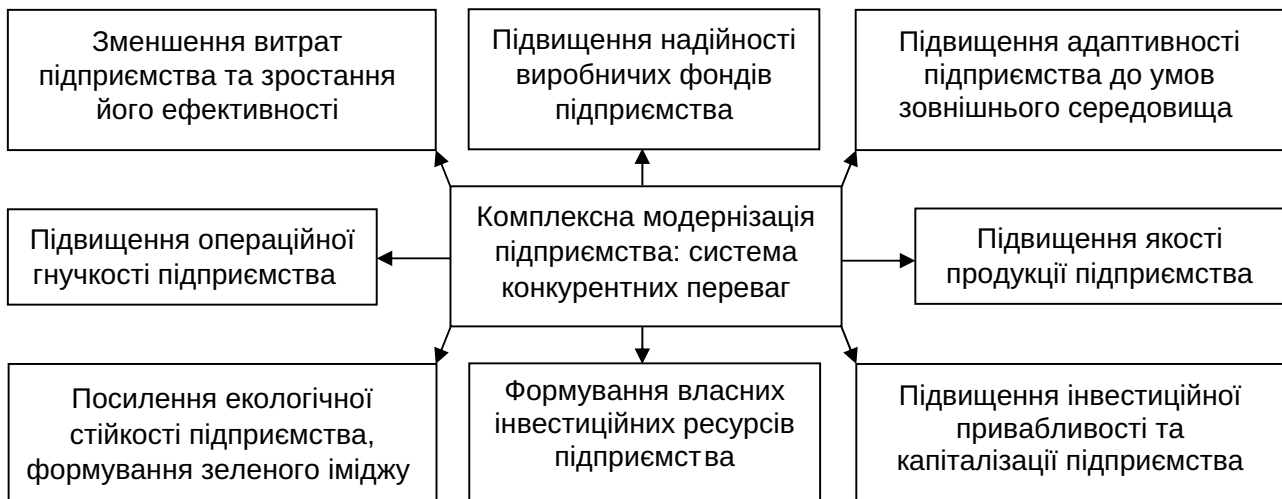 Зменшення витрат
підприємства та зростання
його ефективності
Підвищення надійності
виробничих фондів
підприємства
Підвищення адаптивності
підприємства до умов
зовнішнього середовища
Підвищення операційної
гнучкості підприємства
Комплексна модернізація
підприємства: система
конкурентних переваг
Підвищення якості
продукції підприємства
Посилення екологічної
стійкості підприємства,
формування зеленого іміджу
Формування власних
інвестиційних ресурсів
підприємства
Підвищення інвестиційної
привабливості та
капіталізації підприємства